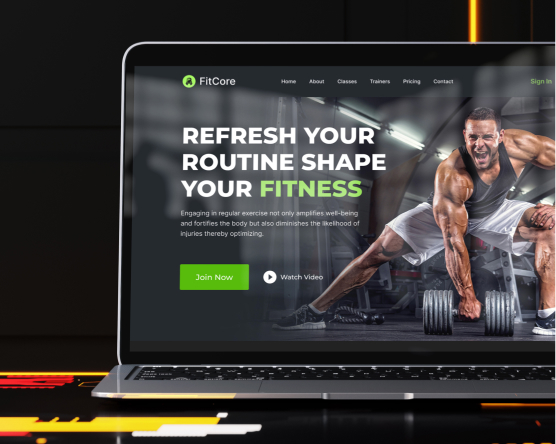 FitCore
Home About Classes Trainers Pricing Contact
Sign In
REFRESH YOUR
ROUTINE SHAPE
YOUR FITNESS
Engaging in regular exercise not only amplifies well-being
and fortifies the body but also diminishes the likelihood of
injuries thereby optimizing.
Join Now
Watch Video